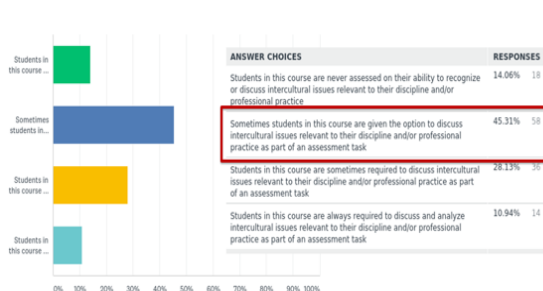 Students in
this course ...
Sometimes
students in...
Students in
this course ...
Students in
this course ...
0% 10% 20% 30% 40% 50% 60% 70% 80% 90% 100%
ANSWER CHOICES RESPONSES
Students in this course are never assessed on their ability to recognize 14.06% 18
or discuss intercultural issues relevant to their discipline and/or
professional practice
Sometimes students in this course are given the option to discuss 45.31% 58
intercultural issues relevant to their discipline and/or professional
practice as part of an assessment task
Students in this course are sometimes required to discuss intercultural 28.13% 36
issues relevant to their discipline and/or professional practice as part
of an assessment task
Students in this course are always required to discuss and analyze 10.94% 14
intercultural issues relevant to their discipline and/or professional
practice as part of an assessment task